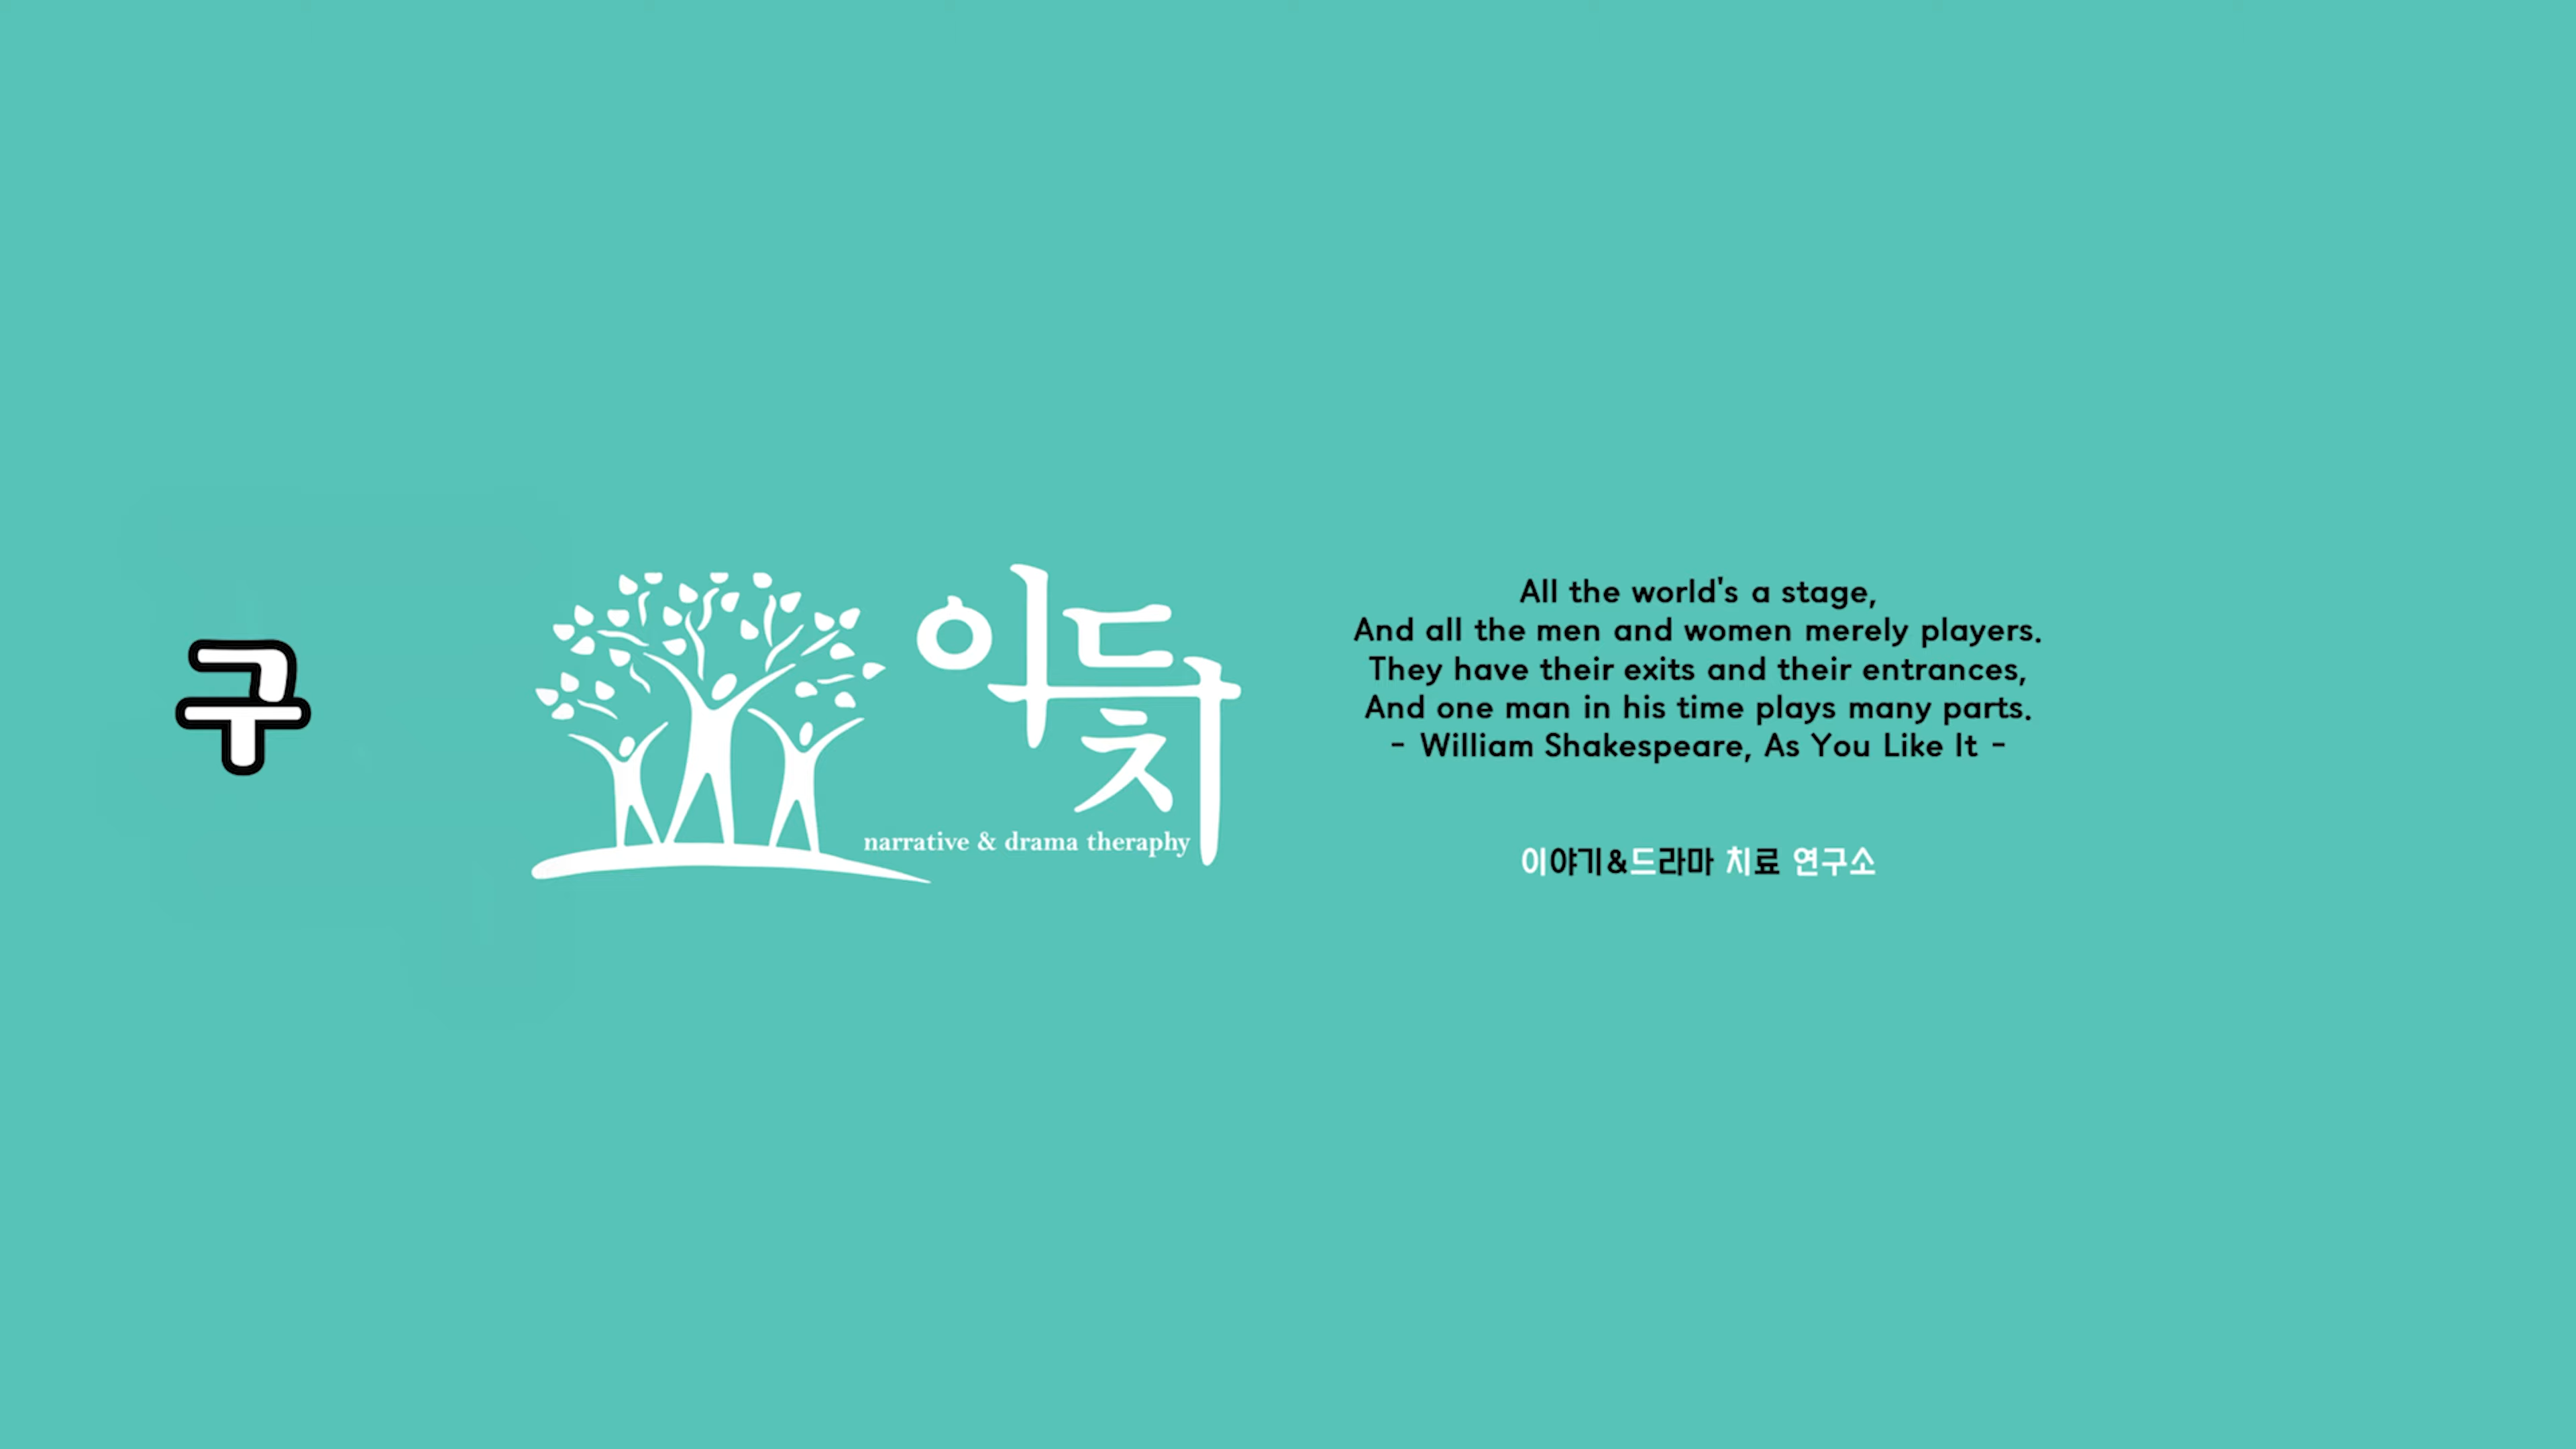 구
이드치
narrative & drama theraphy
All the world's a stage,
And all the men and women merely players.
They have their exits and their entrances,
And one man in his time plays many parts.
- William Shakespeare, As You Like It -
이야기&드라마 치료 연구소